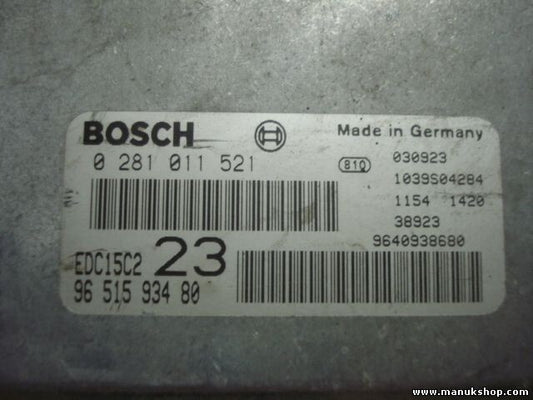 BOSCH Made in Germany
0 281 011 521 810 030923
1039S04284
1154 1420
38923
9640938680
EDC15C2 23
96 515 934 80
www.manukshop.com